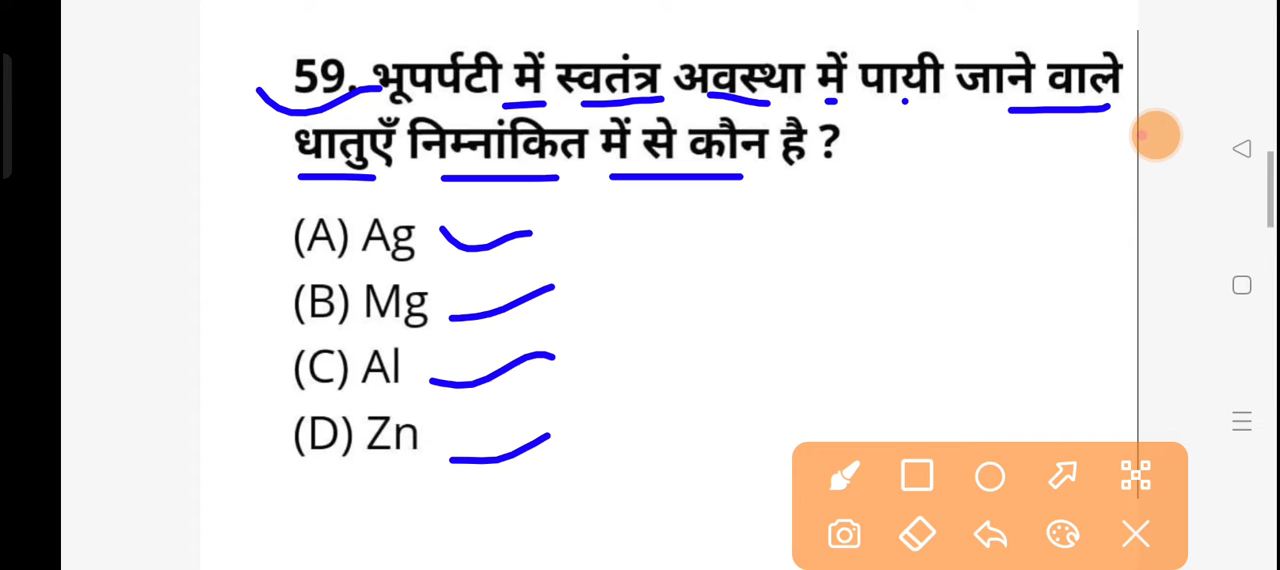 59. भूपर्पटी में स्वतंत्र अवस्था में पायी जाने वाले
धातुएँ निम्नांकित में से कौन है ?
(A) Ag
(B) Mg
(C) Al
(D) Zn